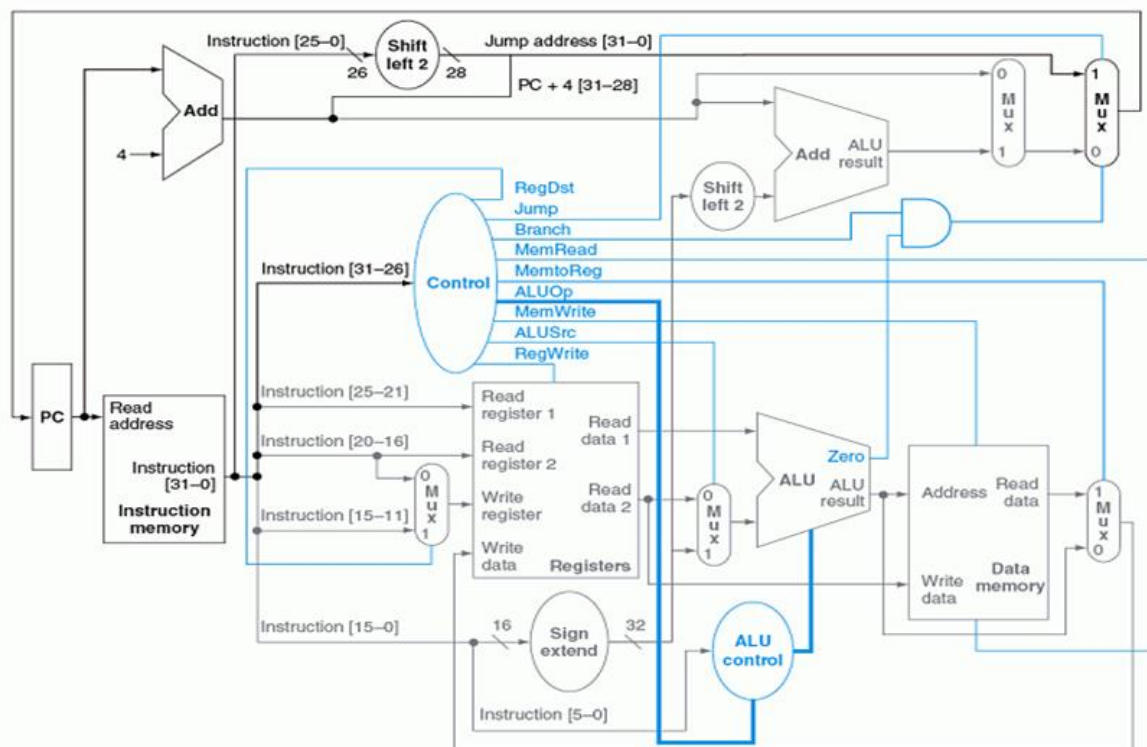 Instruction [25–0]
Shift
left 2
Jump address [31–0]
26
28
PC + 4 [31–28]
Add
4
0
M
u
x
1
1
M
u
x
0
Add
ALU
result
Shift
left 2
RegDst
Jump
Branch
MemRead
MemtoReg
ALUOp
MemWrite
ALUSrc
RegWrite
Instruction [31–26]
Control
PC
Read
address
Instruction
[31–0]
Instruction
memory
Instruction [25–21]
Instruction [20–16]
Instruction [15–11]
0
M
u
x
1
Read
register 1
Read
register 2
Write
register
Write
data
Read
data 1
Read
data 2
Registers
0
M
u
x
1
Zero
ALU
ALU
result
Address
Read
data
Write
data
Data
memory
1
M
u
x
0
Instruction [15–0]
16
Sign
extend
32
ALU
control
Instruction [5–0]